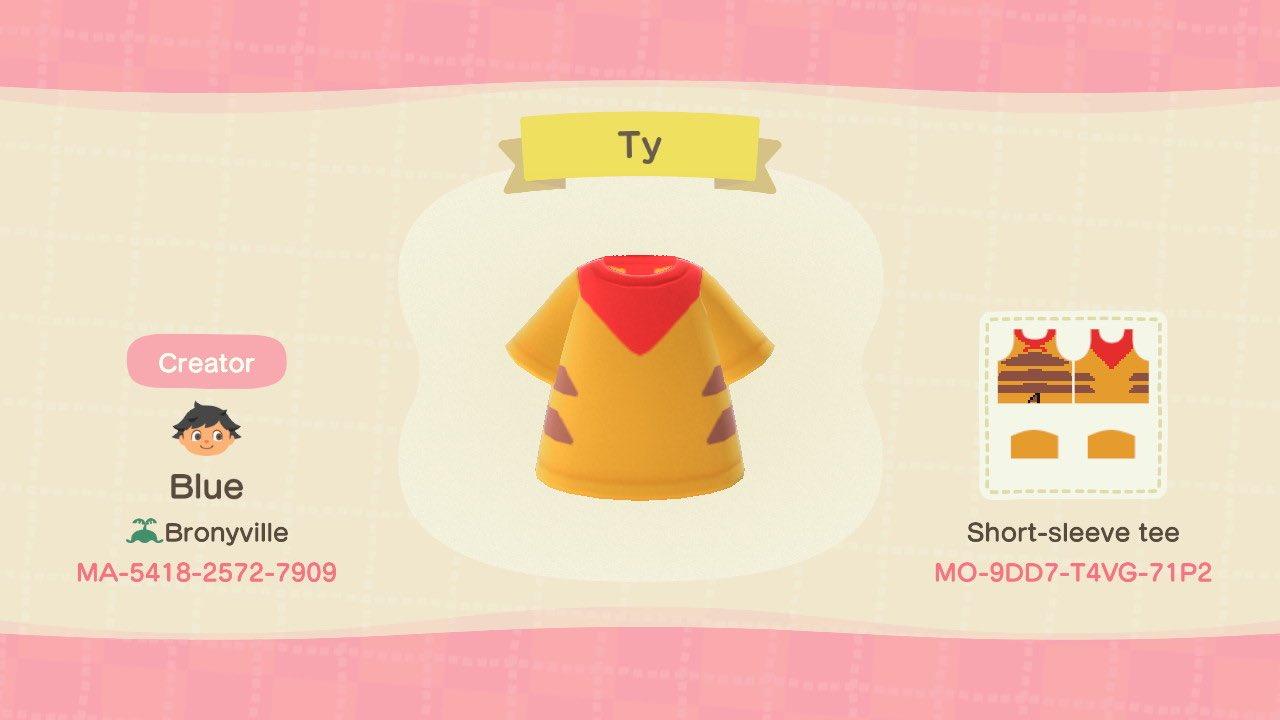 Ty
Creator
Blue
Bronyville
MA-5418-2572-7909
Short-sleeve tee
MO-9DD7-T4VG-71P2